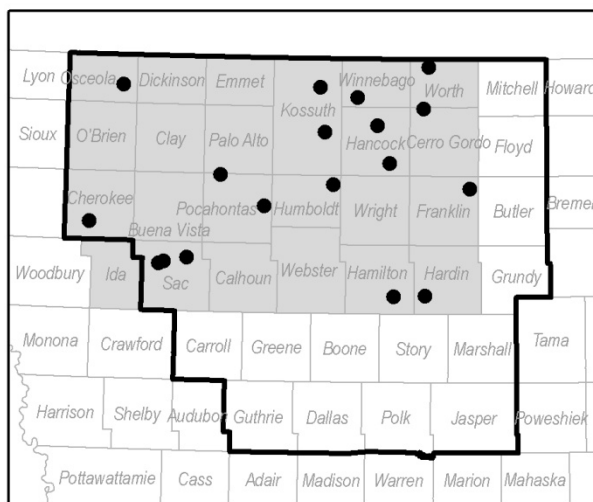 Lyon Osceola Dickinson Emmet Winnebago Worth Mitchell Howard
Kossuth
Sioux O'Brien Clay Palo Alto Hancock Cerro Gordo Floyd
Cherokee Buena Vista Pocahontas Humboldt Wright Franklin Butler Bremer
Woodbury Ida Sac Calhoun Webster Hamilton Hardin Grundy
Monona Crawford Carroll Greene Boone Story Marshall Tama
Harrison Shelby Audubon Guthrie Dallas Polk Jasper Poweshiek
Pottawattamie Cass Adair Madison Warren Marion Mahaska